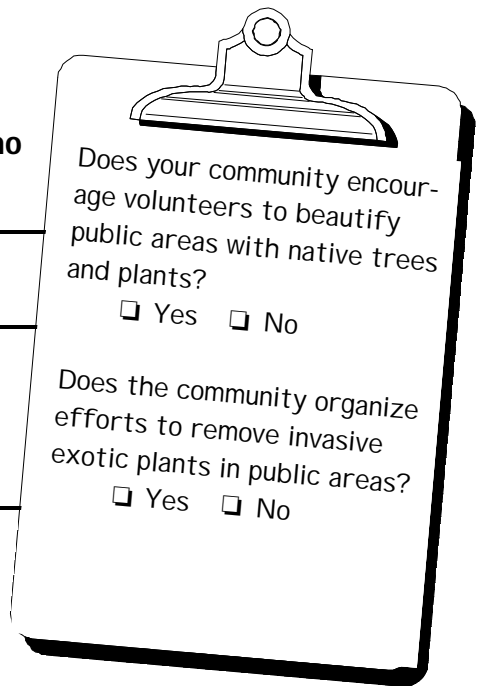 Does your community encour-
age volunteers to beautify
public areas with native trees
and plants?
❏ Yes ❏ No
Does the community organize
efforts to remove invasive
exotic plants in public areas?
❏ Yes ❏ No